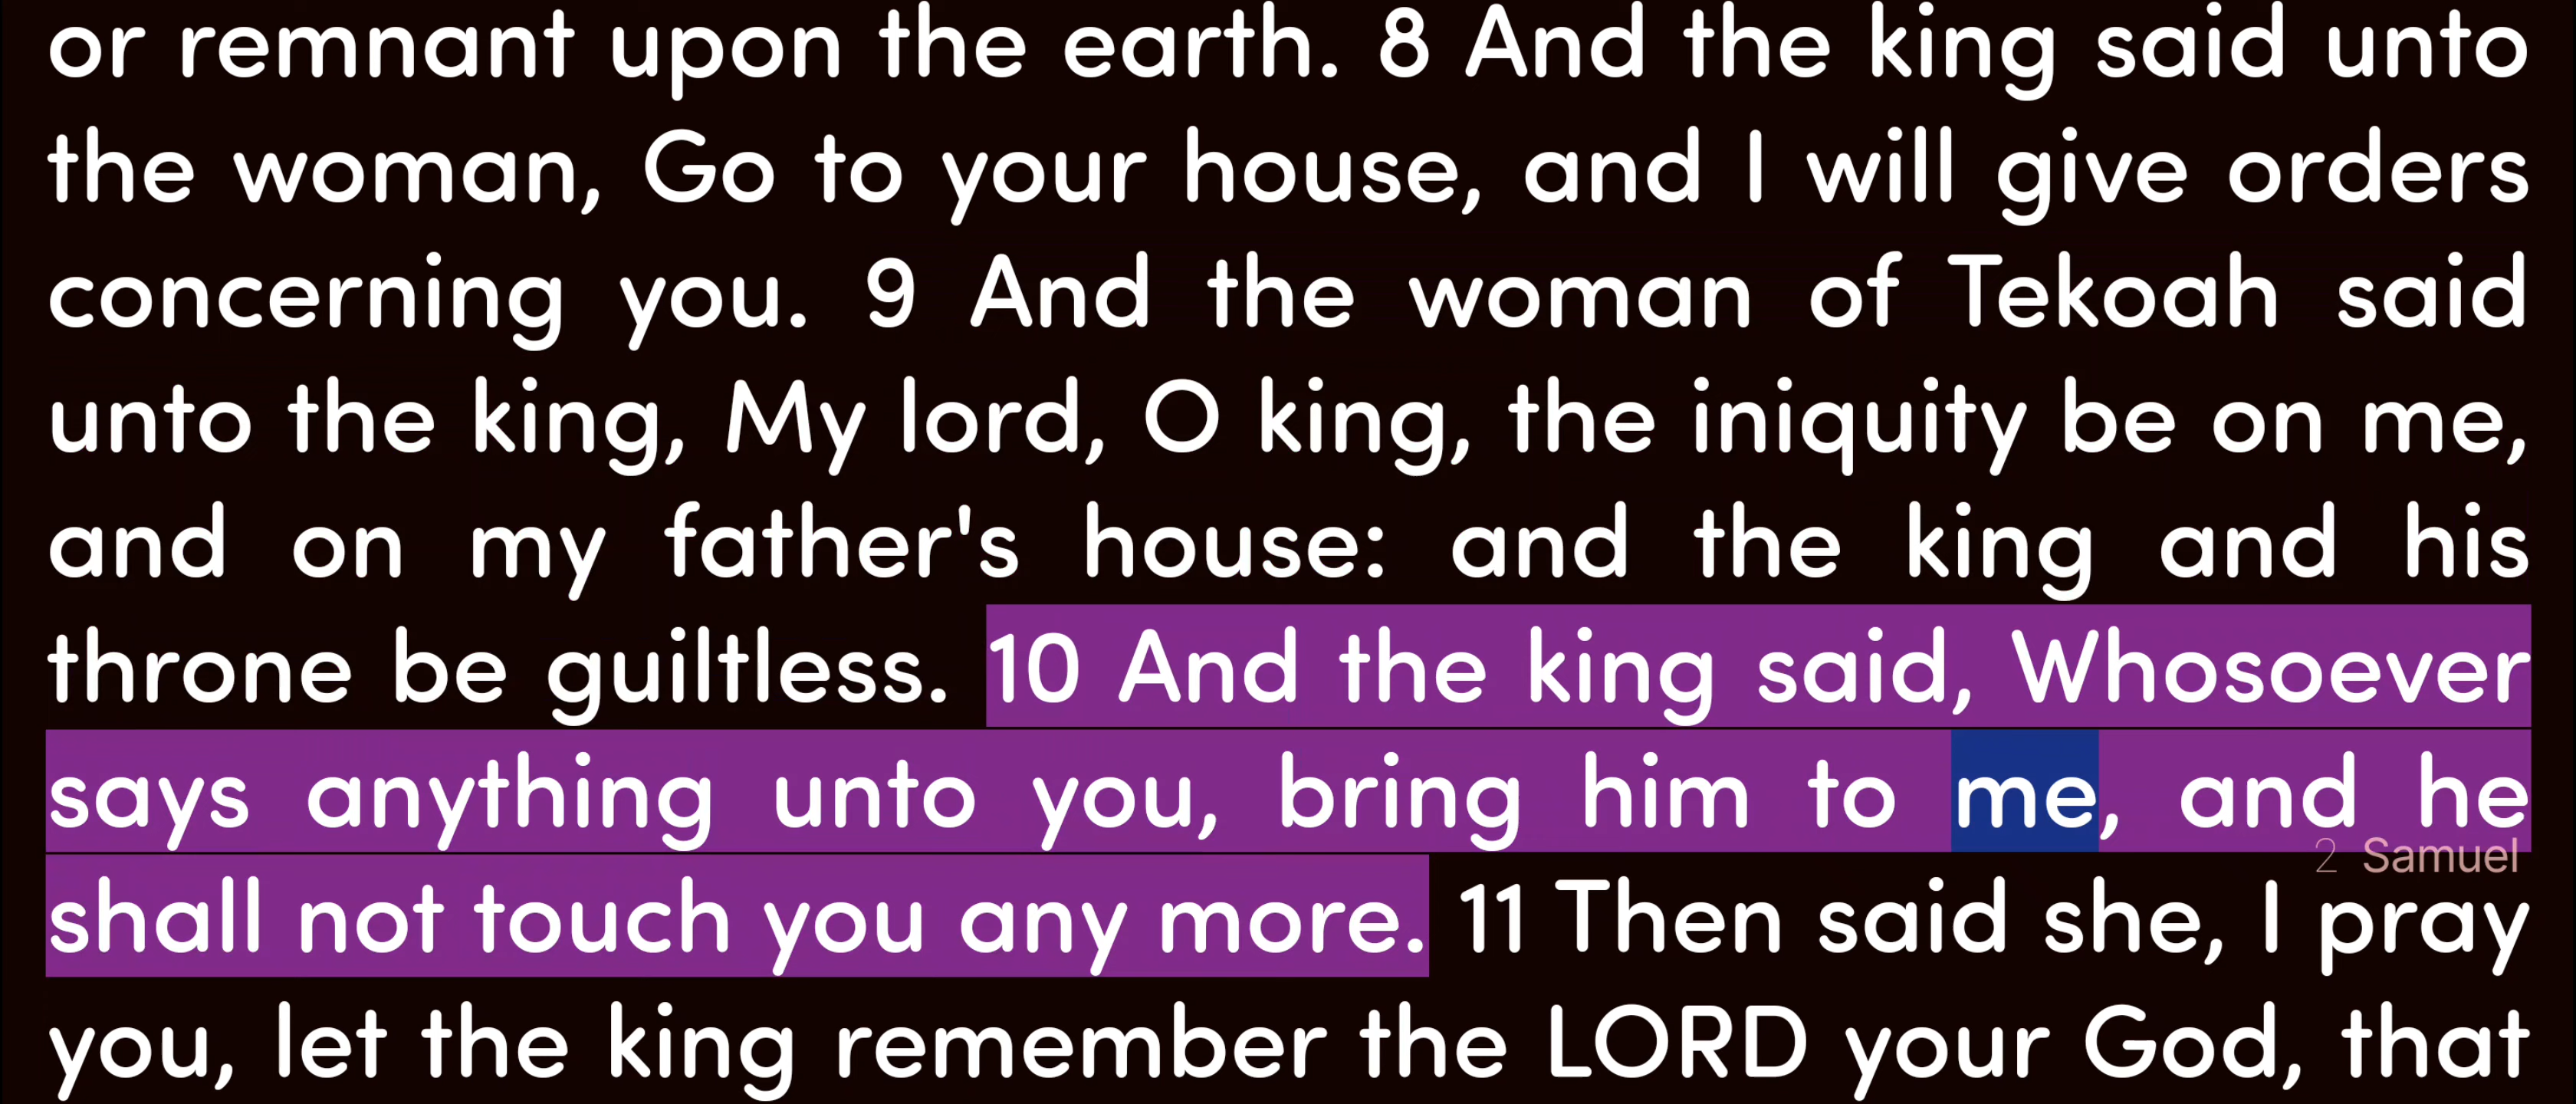 or remnant upon the earth. 8 And the king said unto
the woman, Go to your house, and I will give orders
concerning you. 9 And the woman of Tekoah said
unto the king, My lord, O king, the iniquity be on me,
and on my father's house: and the king and his
throne be guiltless. 10 And the king said, Whosoever
says anything unto you, bring him to me, and he
2 Samuel
shall not touch you any more. 11 Then said she, I pray
you, let the king remember the LORD your God, that